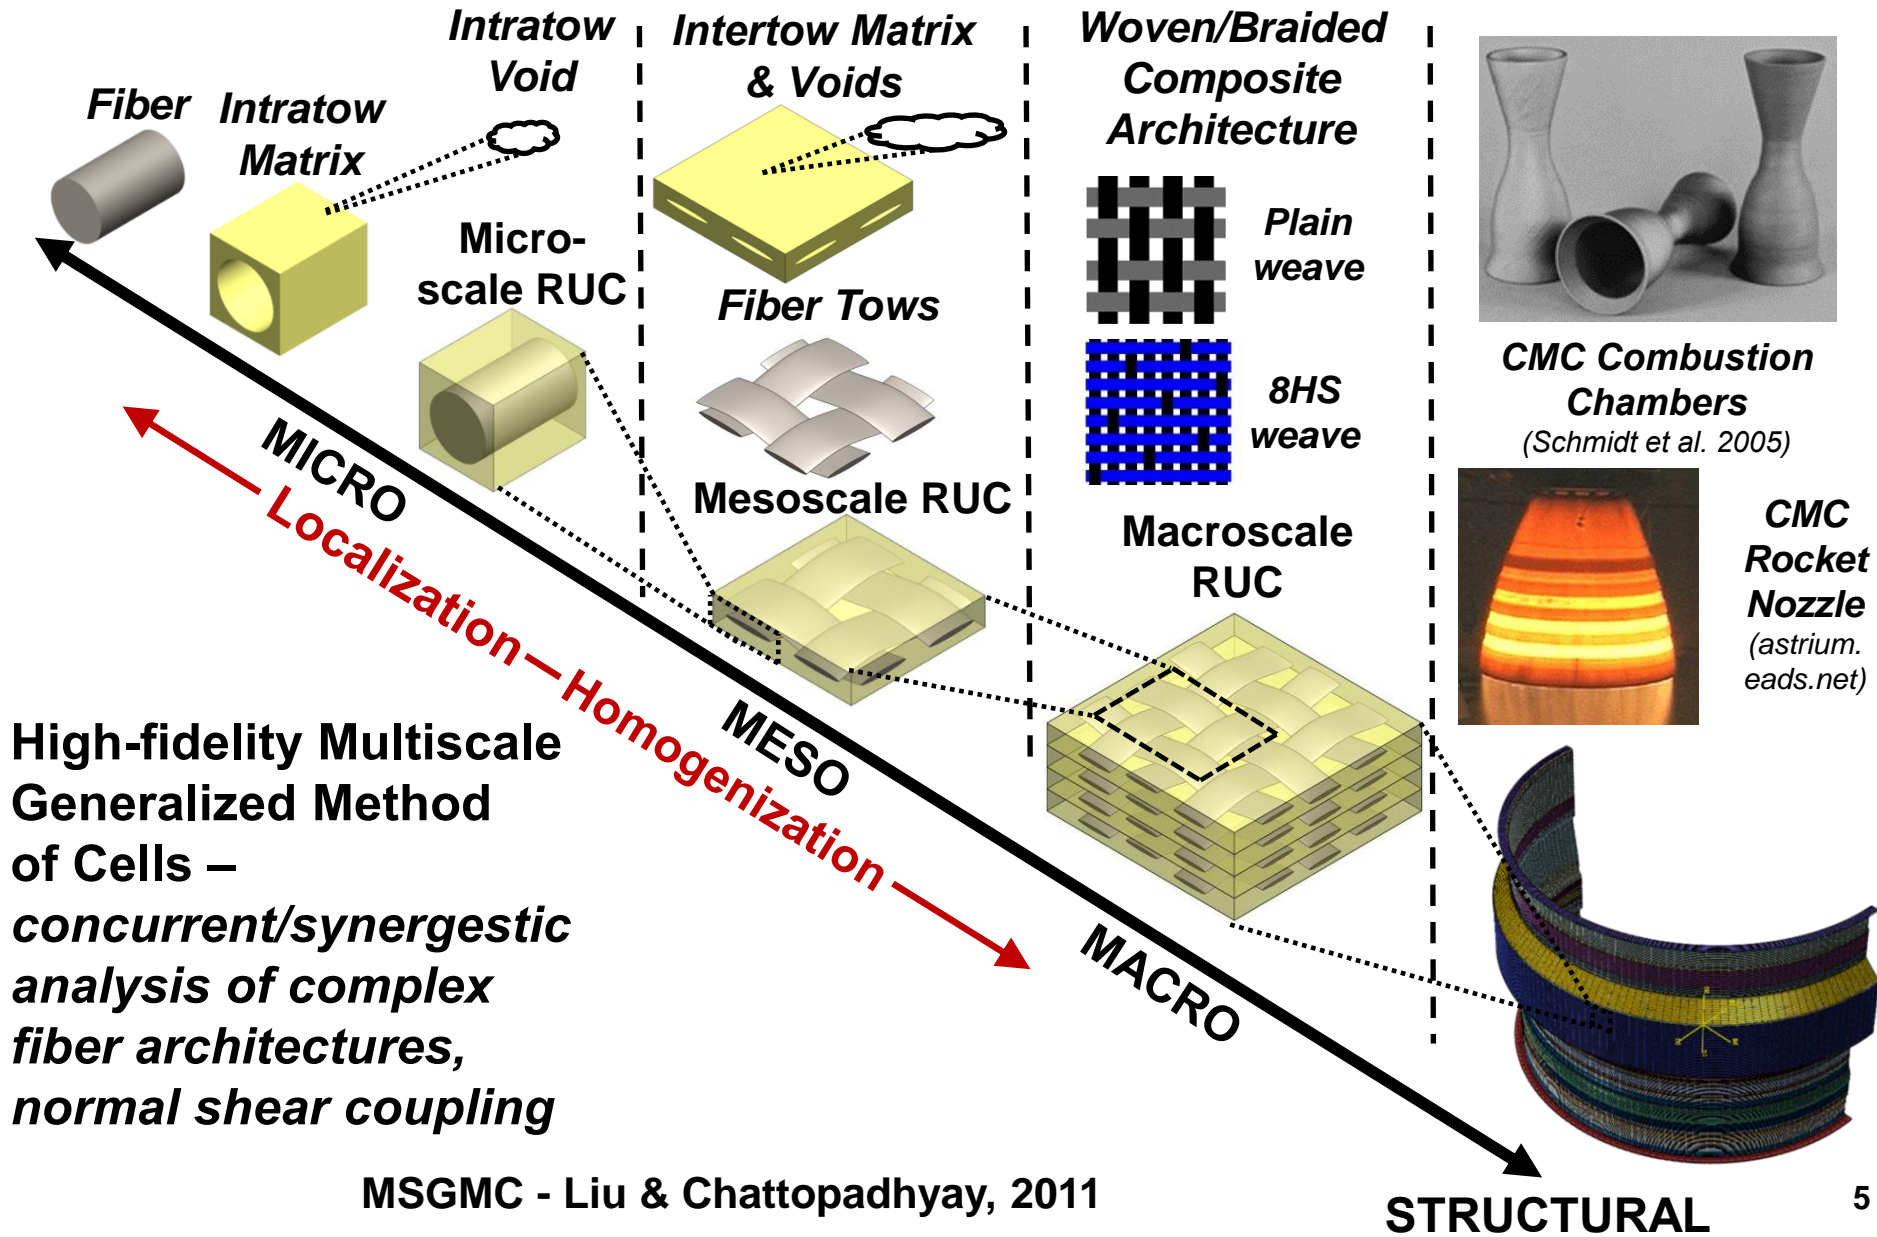 Fiber
Intratow
Matrix
Intratow
Void
Micro-
scale RUC
Intertow Matrix
& Voids
Fiber Tows
Mesoscale RUC
Woven/Braided
Composite
Architecture
Plain
weave
8HS
weave
Macroscale
RUC
CMC Combustion
Chambers
(Schmidt et al. 2005)
CMC
Rocket
Nozzle
(astrium.
eads.net)
MICRO
MESO
MACRO
STRUCTURAL
Localization
Homogenization
High-fidelity Multiscale
Generalized Method
of Cells –
concurrent/synergestic
analysis of complex
fiber architectures,
normal shear coupling
MSGMC - Liu & Chattopadhyay, 2011
5